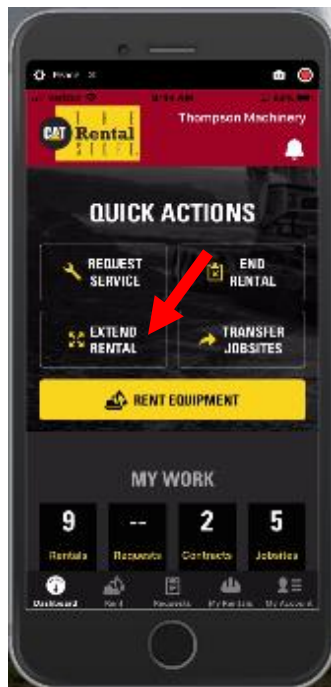 CAT Rental
Thompson Machinery
QUICK ACTIONS
REQUEST
SERVICE
END
RENTAL
EXTEND
RENTAL
TRANSFER
JOBSITES
RENT EQUIPMENT
MY WORK
9
--
2
5
Rentals
Requests
Contracts
Jobsites
Dashboard
Rent
Requests
My Rentals
My Account